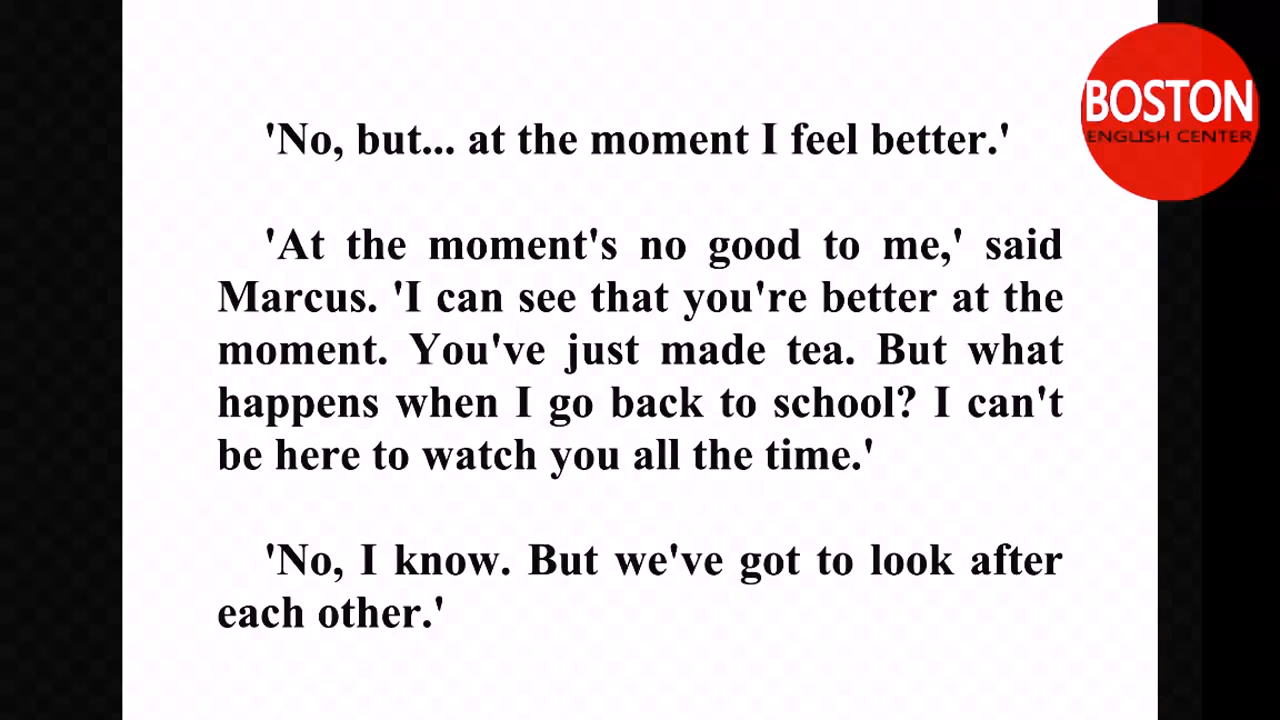 BOSTON
ENGLISH CENTER
'No, but... at the moment I feel better.'
'At the moment's no good to me,' said
Marcus. 'I can see that you're better at the
moment. You've just made tea. But what
happens when I go back to school? I can't
be here to watch you all the time.'
'No, I know. But we've got to look after
each other.'